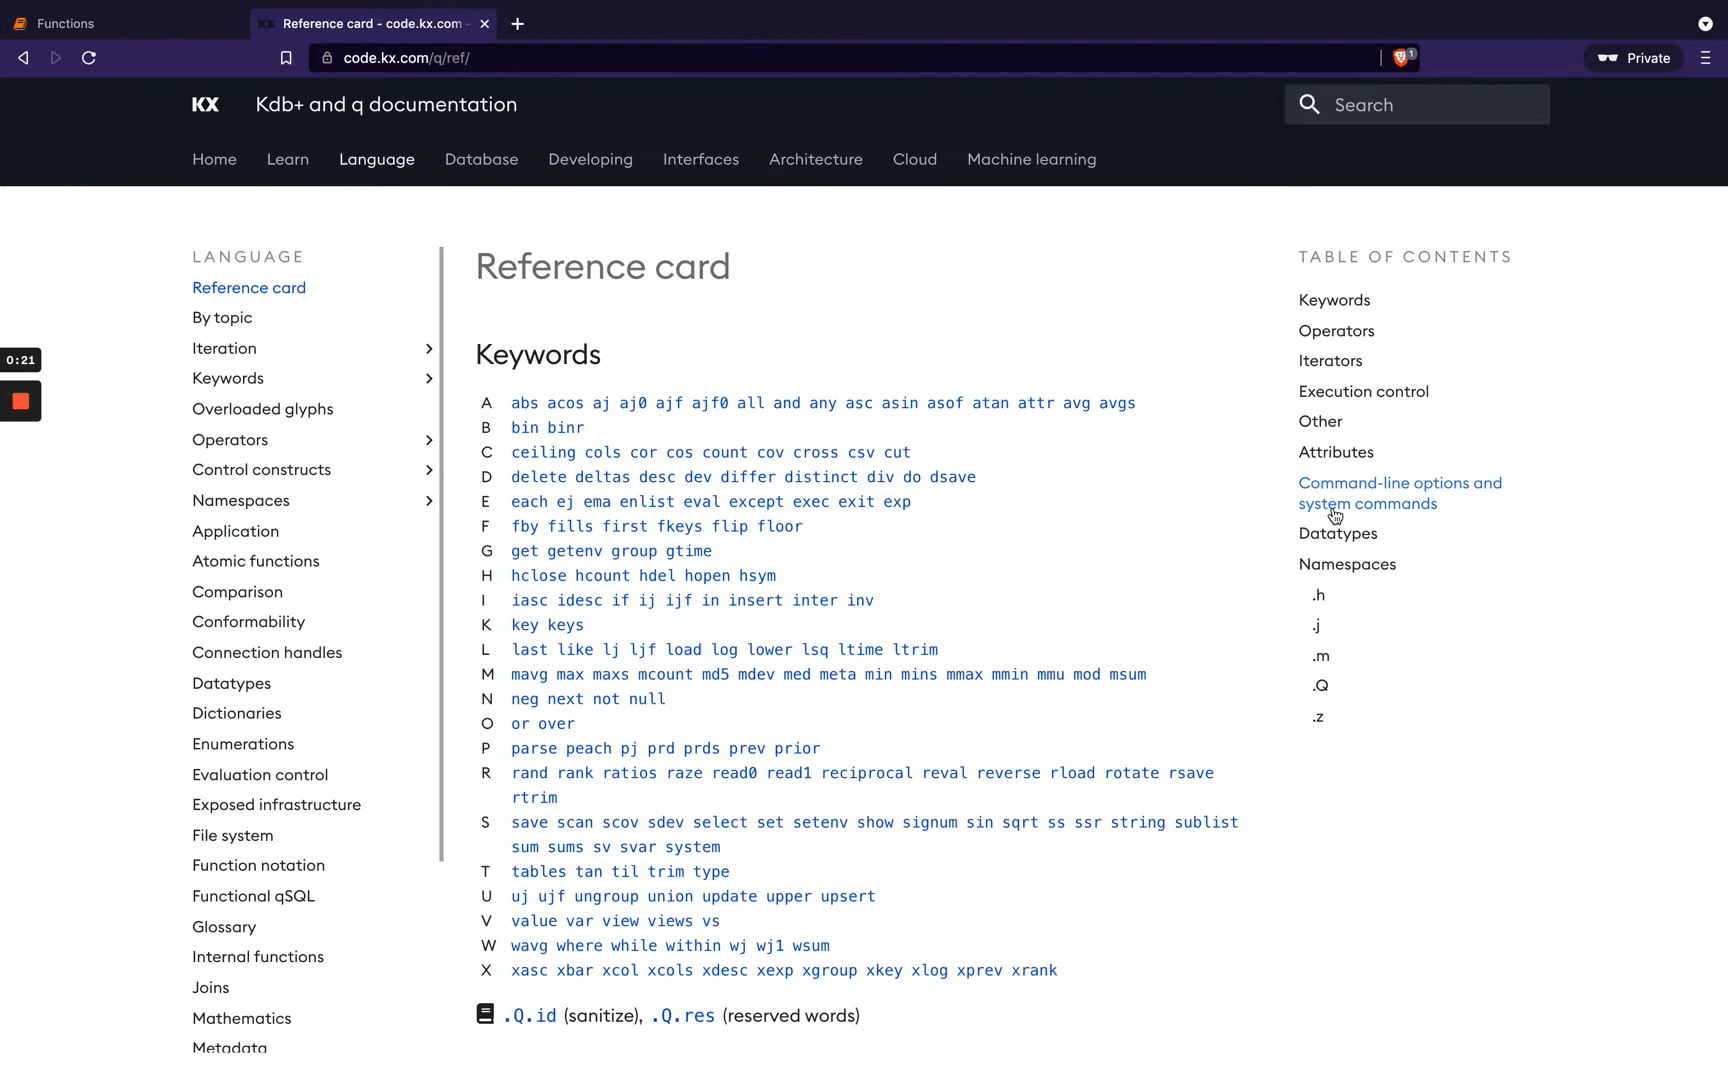 Functions
Reference card - code.kx.com -
code.kx.com/q/ref/
1
Private
KX
Kdb+ and q documentation
Search
Home Learn Language Database Developing Interfaces Architecture Cloud Machine learning
0:21
LANGUAGE
Reference card
By topic
Iteration
Keywords
Overloaded glyphs
Operators
Control constructs
Namespaces
Application
Atomic functions
Comparison
Conformability
Connection handles
Datatypes
Dictionaries
Enumerations
Evaluation control
Exposed infrastructure
File system
Function notation
Functional qSQL
Glossary
Internal functions
Joins
Mathematics
Metadata
Reference card
Keywords
A abs acos aj aj0 ajf ajf0 all and any asc asin asof atan attr avg avgs
B bin binr
C ceiling cols cor cos count cov cross csv cut
D delete deltas desc dev differ distinct div do dsave
E each ej ema enlist eval except exec exit exp
F fby fills first fkeys flip floor
G get getenv group gtime
H hclose hcount hdel hopen hsym
I iasc idesc if ij ijf in insert inter inv
K key keys
L last like lj ljf load log lower lsq ltime ltrim
M mavg max maxs mcount md5 mdev med meta min mins mmax mmin mmu mod msum
N neg next not null
O or over
P parse peach pj prd prds prev prior
R rand rank ratios raze read0 read1 reciprocal reval reverse rload rotate rsave
rtrim
S save scan scov sdev select set setenv show signum sin sqrt ss ssr string sublist
sum sums sv svar system
T tables tan til trim type
U uj ujf ungroup union update upper upsert
V value var view views vs
W wavg where while within wj wj1 wsum
X xasc xbar xcol xcols xdesc xexp xgroup xkey xlog xprev xrank
.Q.id (sanitize), .Q.res (reserved words)
TABLE OF CONTENTS
Keywords
Operators
Iterators
Execution control
Other
Attributes
Command-line options and
system commands
Datatypes
Namespaces
.h
.j
.m
.Q
.z